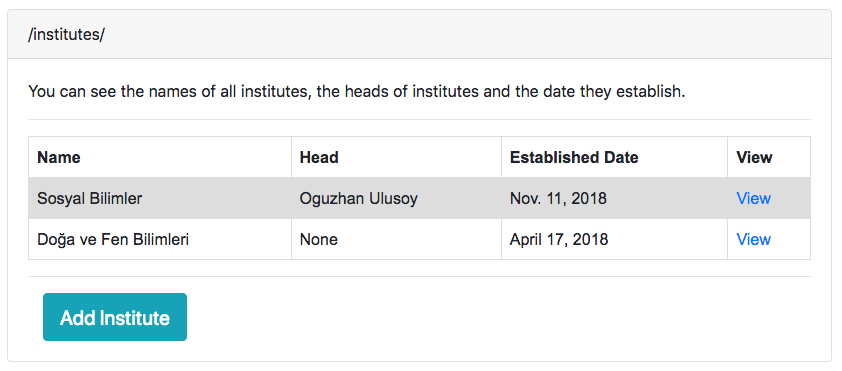 /institutes/
You can see the names of all institutes, the heads of institutes and the date they establish.
Name Head Established Date View
Sosyal Bilimler Oguzhan Ulusoy Nov. 11, 2018 View
Doğa ve Fen Bilimleri None April 17, 2018 View
Add Institute